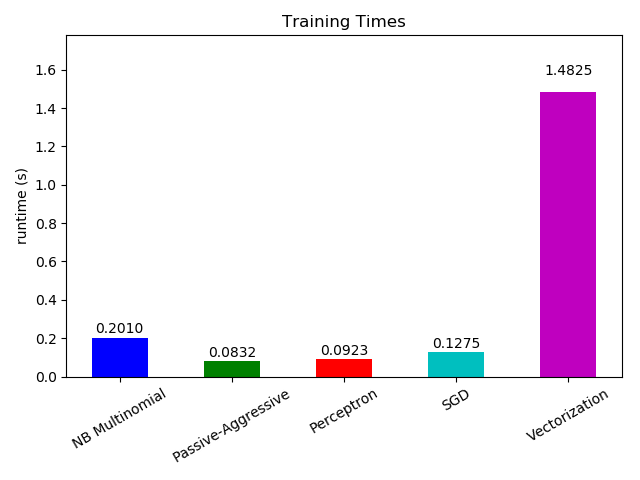 Training Times
runtime (s)
1.6
1.4
1.2
1.0
0.8
0.6
0.4
0.2
0.0
0.2010
0.0832
0.0923
0.1275
1.4825
NB Multinomial
Passive-Aggressive
Perceptron
SGD
Vectorization